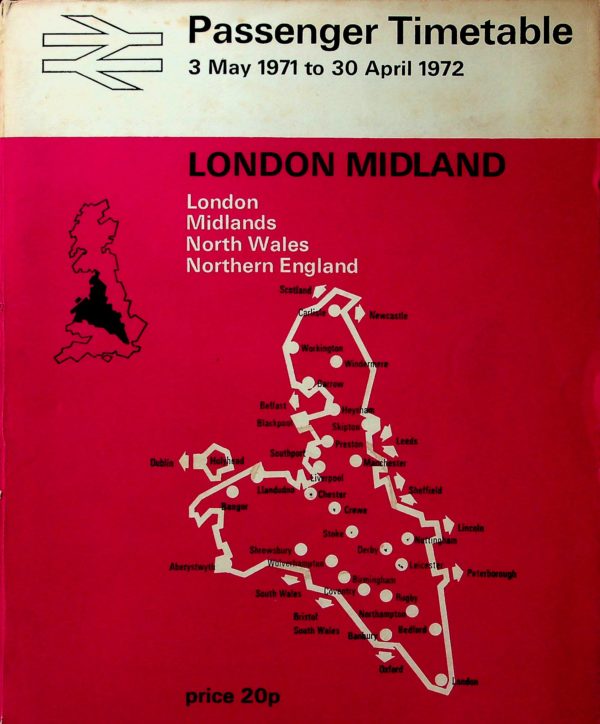 Passenger Timetable
3 May 1971 to 30 April 1972
LONDON MIDLAND
London
Midlands
North Wales
Northern England
Scotland
Carlisle
Newcastle
Workington
Windermere
Barrow
Belfast
Heysham
Blackpool
Skipton
Leeds
Preston
Southport
Manchester
Dublin
Holyhead
Liverpool
Sheffield
Llandudno
Chester
Bangor
Crewe
Lincoln
Stoke
Nottingham
Shrewsbury
Derby
Aberystwyth
Wolverhampton
Leicester
Peterborough
Birmingham
South Wales
Coventry
Rugby
Bristol
South Wales
Northampton
Banbury
Bedford
Oxford
London
price 20p